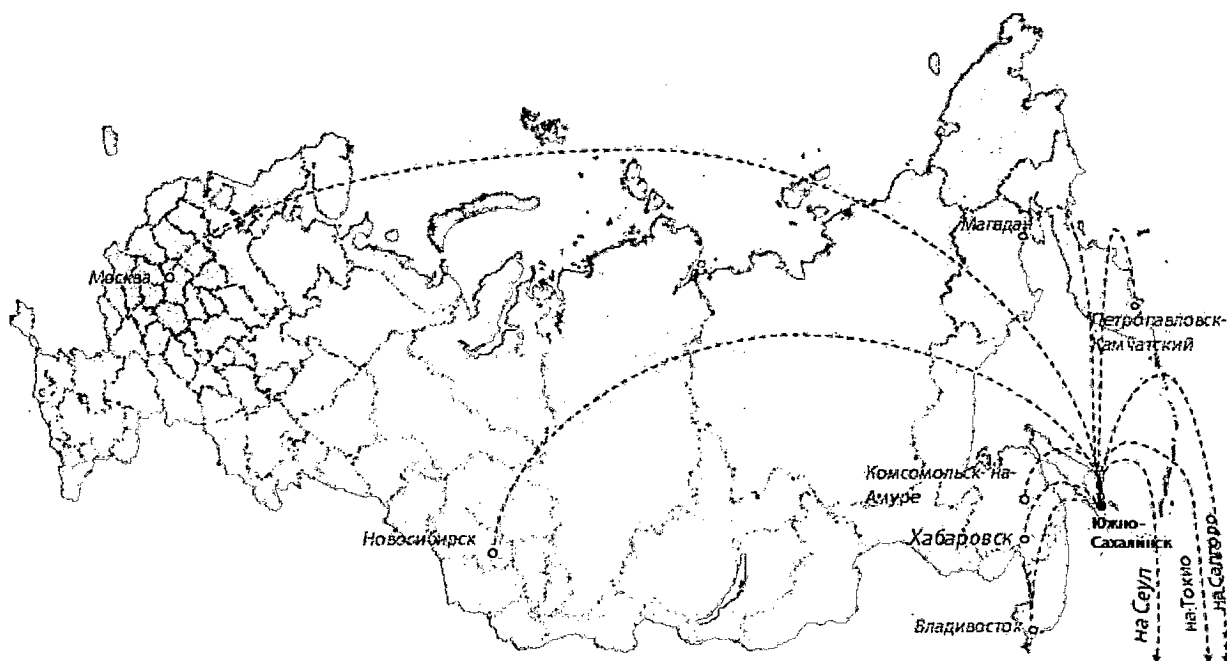 Магадан
Москва
Петропавловск-
Камчатский
Комсомольск-на-
Амуре
Южно-
Сахалинск
Новосибирск
Хабаровск
Владивосток
на Сеул
на Токио
на Саппоро